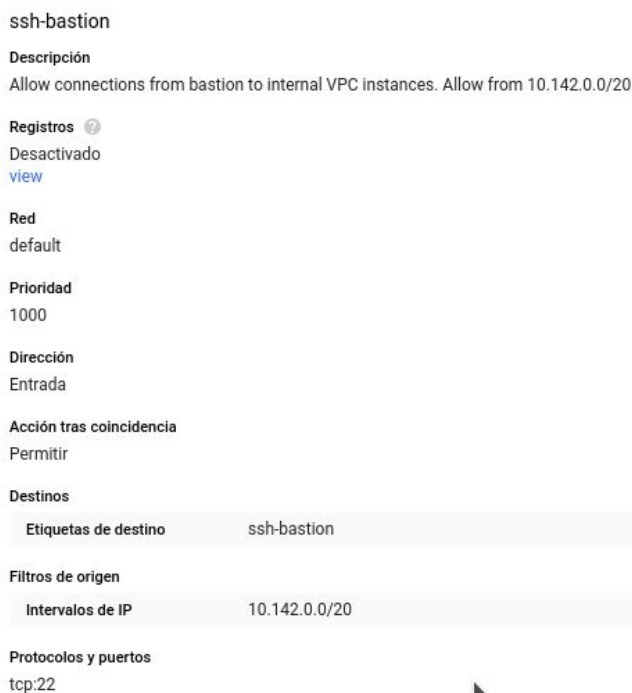 ssh-bastion
Descripción
Allow connections from bastion to internal VPC instances. Allow from 10.142.0.0/20
Registros ?
Desactivado
view
Red
default
Prioridad
1000
Dirección
Entrada
Acción tras coincidencia
Permitir
Destinos
Etiquetas de destino ssh-bastion
Filtros de origen
Intervalos de IP 10.142.0.0/20
Protocolos y puertos
tcp:22